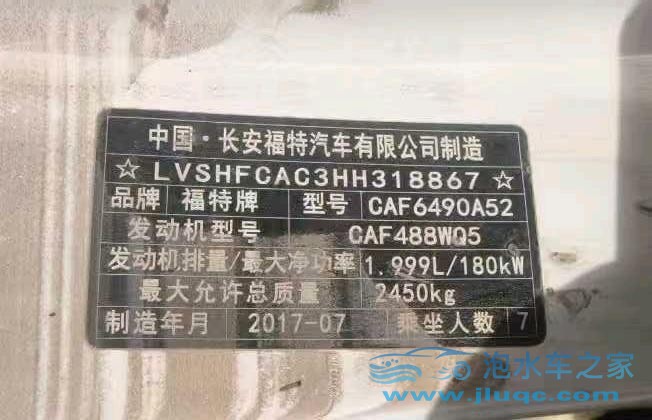 中国·长安福特汽车有限公司制造
☆LVSHFCAC3HH318867☆
品牌 福特牌 型号 CAF6490A52
发动机型号 CAF488WQ5
发动机排量/最大净功率 1.999L/180kW
最大允许总质量 2450kg
制造年月 2017-07 乘坐人数 7
泡水车之家
www.jluqc.com